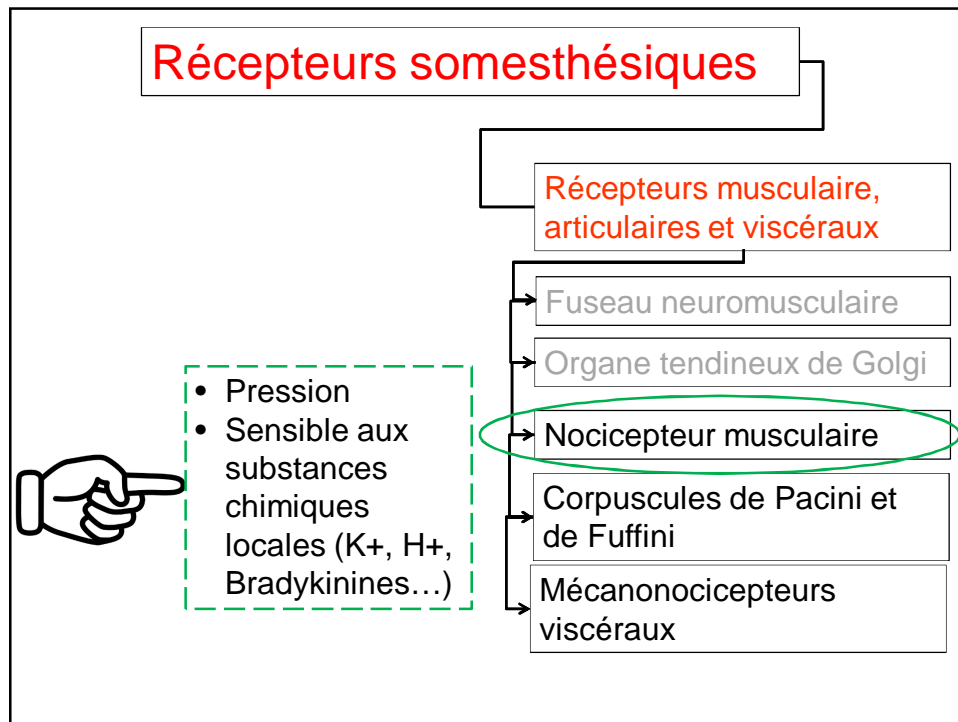 Récepteurs somesthésiques
Récepteurs musculaire,
articulaires et viscéraux
Fuseau neuromusculaire
Organe tendineux de Golgi
• Pression
• Sensible aux
substances
chimiques
locales (K+, H+,
Bradykinines…)
Nocicepteur musculaire
Corpuscules de Pacini et
de Fuffini
Mécanonocicepteurs
viscéraux